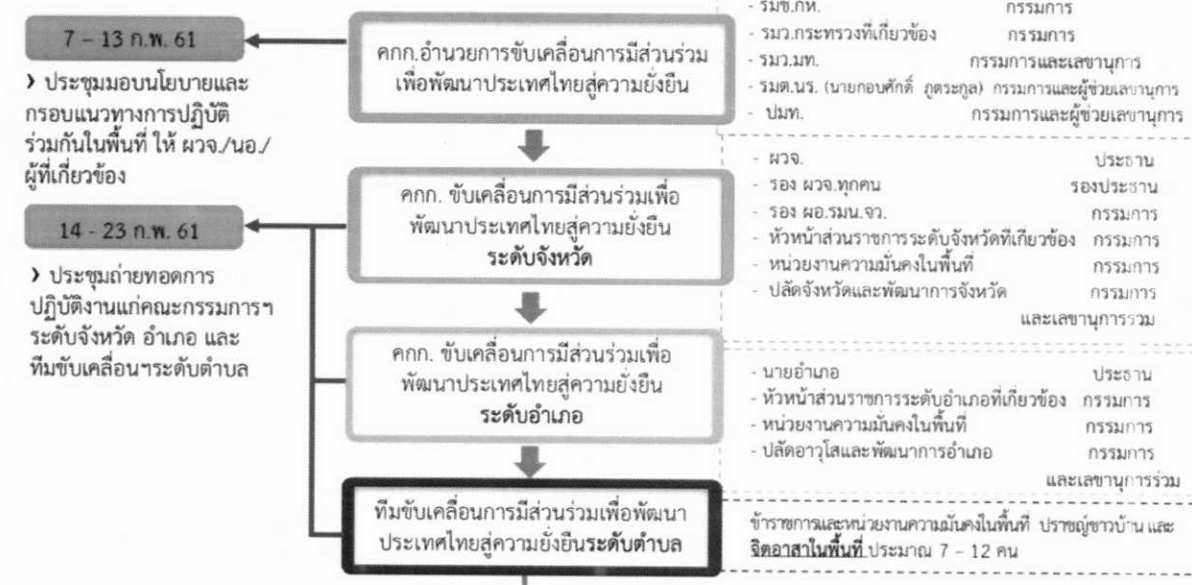 7 – 13 ก.พ. 61
❯ ประชุมมอบนโยบายและ
กรอบแนวทางการปฏิบัติ
ร่วมกันในพื้นที่ ให้ ผวจ./นอ./
ผู้ที่เกี่ยวข้อง
14 - 23 ก.พ. 61
❯ ประชุมถ่ายทอดการ
ปฏิบัติงานแก่คณะกรรมการฯ
ระดับจังหวัด อำเภอ และ
ทีมขับเคลื่อนฯระดับตำบล
คกก.อำนวยการขับเคลื่อนการมีส่วนร่วม
เพื่อพัฒนาประเทศไทยสู่ความยั่งยืน
คกก. ขับเคลื่อนการมีส่วนร่วมเพื่อ
พัฒนาประเทศไทยสู่ความยั่งยืน
ระดับจังหวัด
คกก. ขับเคลื่อนการมีส่วนร่วมเพื่อ
พัฒนาประเทศไทยสู่ความยั่งยืน
ระดับอำเภอ
ทีมขับเคลื่อนการมีส่วนร่วมเพื่อพัฒนา
ประเทศไทยสู่ความยั่งยืนระดับตำบล
- รมช.กห. กรรมการ
- รมว.กระทรวงที่เกี่ยวข้อง กรรมการ
- รมว.มท. กรรมการและเลขานุการ
- รมต.นร. (นายกอบศักดิ์ ภูตระกูล) กรรมการและผู้ช่วยเลขานุการ
- ปมท. กรรมการและผู้ช่วยเลขานุการ
- ผวจ. ประธาน
- รอง ผวจ.ทุกคน รองประธาน
- รอง ผอ.รมน.จว. กรรมการ
- หัวหน้าส่วนราชการระดับจังหวัดที่เกี่ยวข้อง กรรมการ
- หน่วยงานความมั่นคงในพื้นที่ กรรมการ
- ปลัดจังหวัดและพัฒนาการจังหวัด กรรมการ
และเลขานุการร่วม
- นายอำเภอ ประธาน
- หัวหน้าส่วนราชการระดับอำเภอที่เกี่ยวข้อง กรรมการ
- หน่วยงานความมั่นคงในพื้นที่ กรรมการ
- ปลัดอาวุโสและพัฒนาการอำเภอ กรรมการ
และเลขานุการร่วม
ข้าราชการและหน่วยงานความมั่นคงในพื้นที่ ปราชญ์ชาวบ้าน และ
จิตอาสาในพื้นที่ ประมาณ 7 – 12 คน